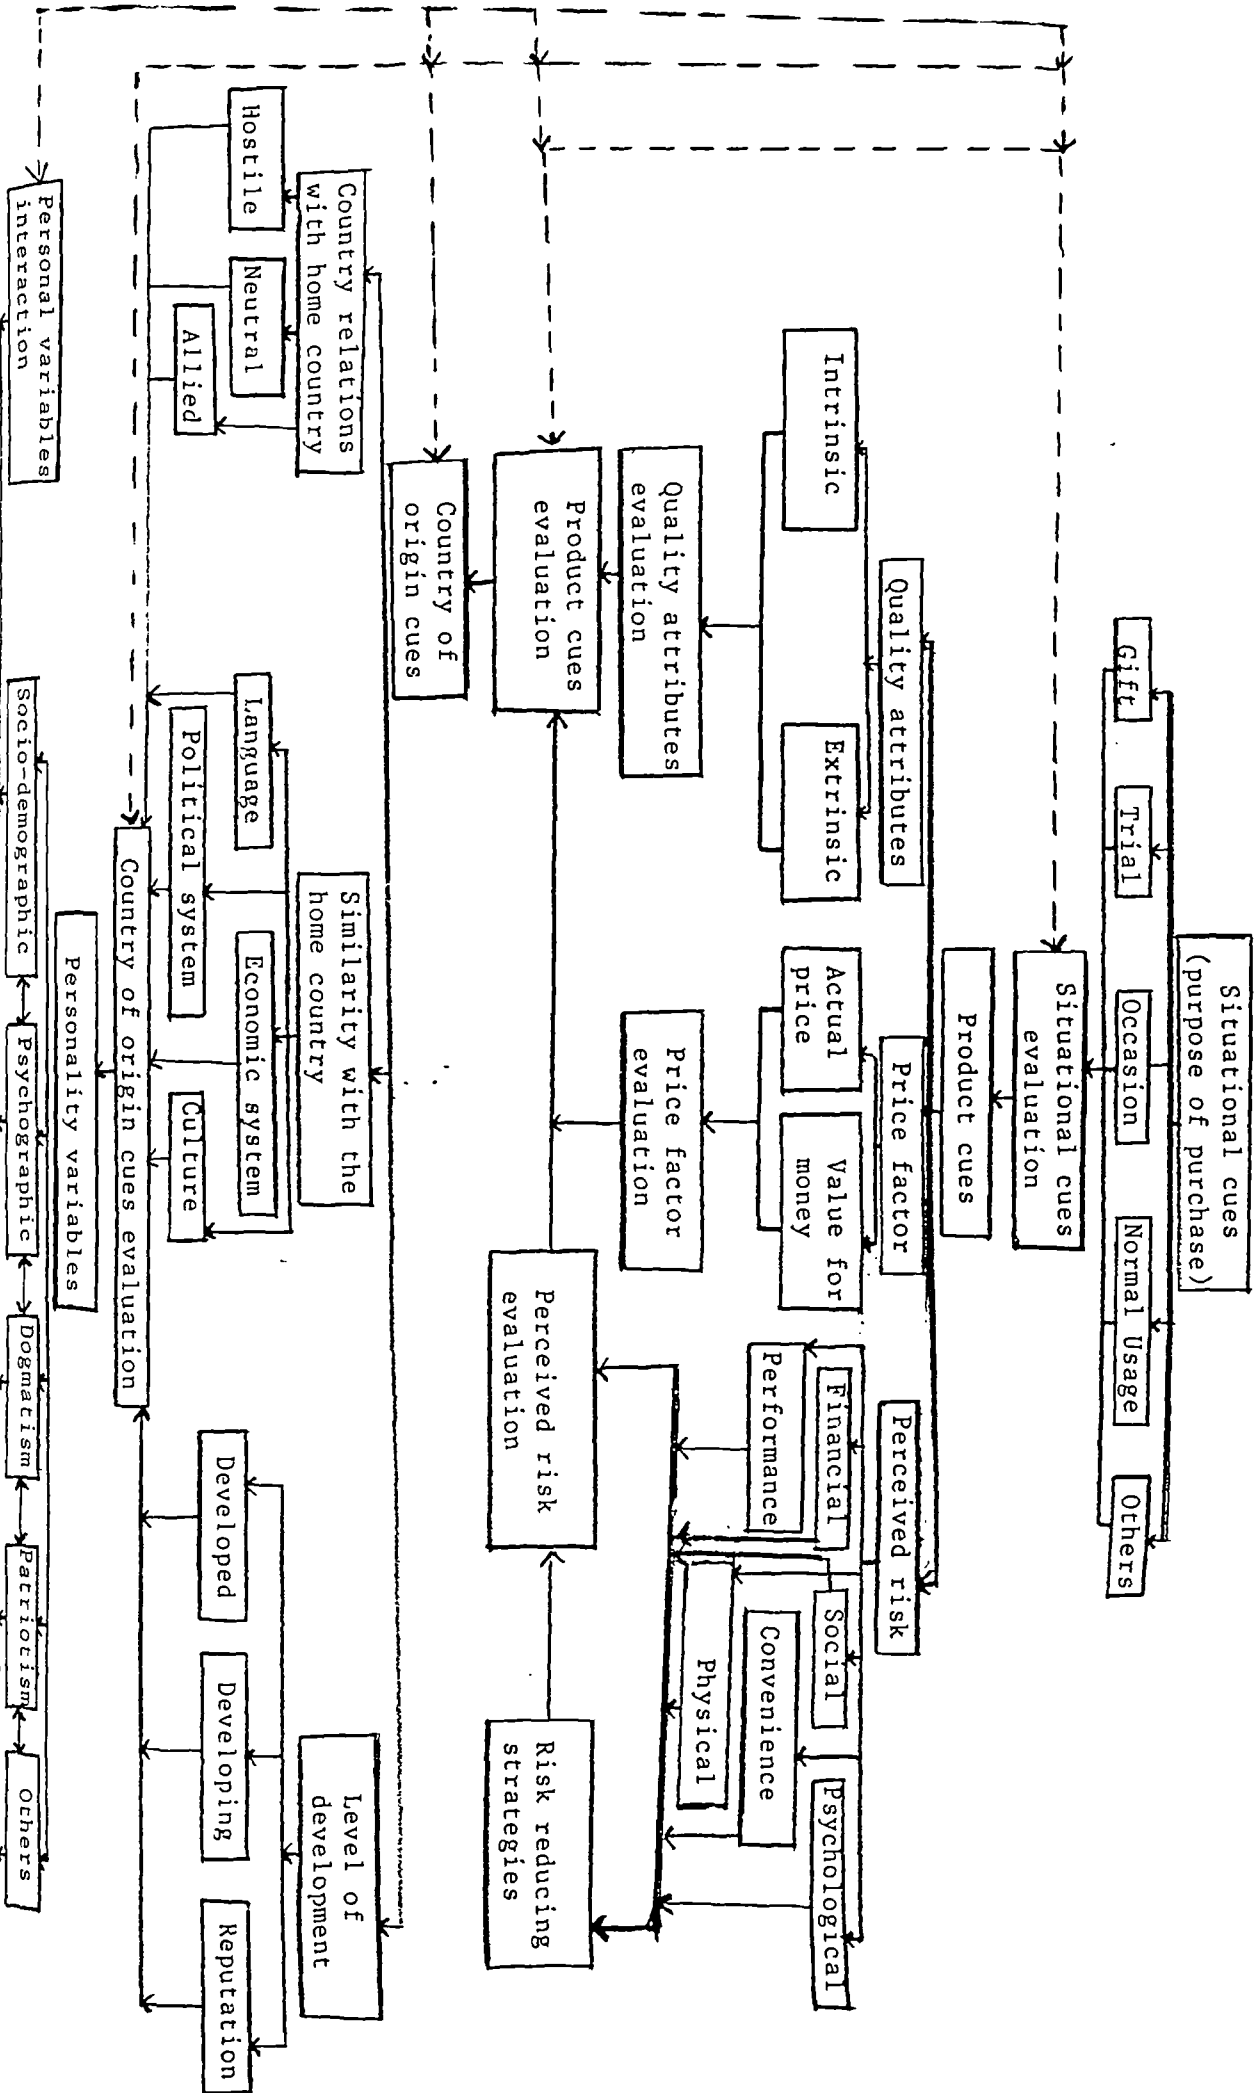 Situational cues
(purpose of purchase)
Gift
Trial
Occasion
Normal Usage
Others
Situational cues
evaluation
Product cues
Quality attributes
Price factor
Perceived risk
Intrinsic
Extrinsic
Actual
price
Value for
money
Financial
Performance
Social
Convenience
Physical
Psychological
Quality attributes
evaluation
Price factor
evaluation
Product cues
evaluation
Perceived risk
evaluation
Risk reducing
strategies
Country of
origin cues
Country relations
with home country
Similarity with the
home country
Level of
development
Hostile
Neutral
Allied
Language
Political system
Economic system
Culture
Developed
Developing
Reputation
Country of origin cues evaluation
Personality variables
Personal variables
interaction
Socio-demographic
Psychographic
Dogmatism
Patriotism
Others